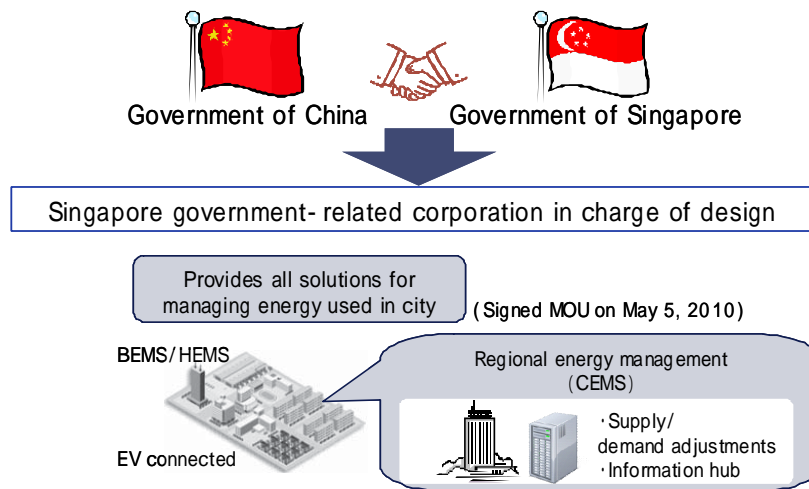 Government of China
Government of Singapore
Singapore government- related corporation in charge of design
Provides all solutions for
managing energy used in city
(Signed MOU on May 5, 2010)
BEMS/HEMS
Regional energy management
(CEMS)
・Supply/
demand adjustments
・Information hub
EV connected